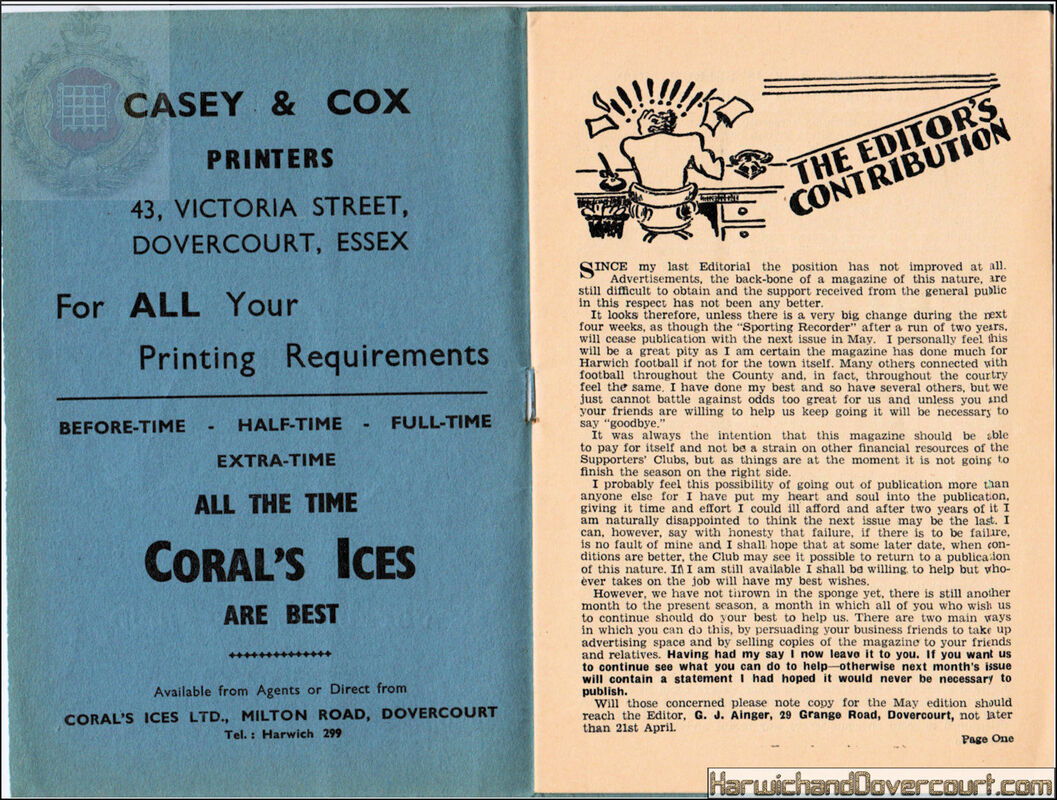 CASEY & COX
PRINTERS
43, VICTORIA STREET,
DOVERCOURT, ESSEX
For ALL Your
Printing Requirements
BEFORE-TIME - HALF-TIME - FULL-TIME
EXTRA-TIME
ALL THE TIME
CORAL'S ICES
ARE BEST
Available from Agents or Direct from
CORAL'S ICES LTD., MILTON ROAD, DOVERCOURT
Tel. : Harwich 299
THE EDITOR'S
CONTRIBUTION
SINCE my last Editorial the position has not improved at all.
Advertisements, the back-bone of a magazine of this nature, are
still difficult to obtain and the support received from the general public
in this respect has not been any better.
It looks therefore, unless there is a very big change during the next
four weeks, as though the "Sporting Recorder" after a run of two years,
will cease publication with the next issue in May. I personally feel this
will be a great pity as I am certain the magazine has done much for
Harwich football if not for the town itself. Many others connected with
football throughout the County and, in fact, throughout the country
feel the same. I have done my best and so have several others, but we
just cannot battle against odds too great for us and unless you and
your friends are willing to help us keep going it will be necessary to
say "goodbye."
It was always the intention that this magazine should be able
to pay for itself and not be a strain on other financial resources of the
Supporters' Clubs, but as things are at the moment it is not going to
finish the season on the right side.
I probably feel this possibility of going out of publication more than
anyone else for I have put my heart and soul into the publication,
giving it time and effort I could ill afford and after two years of it I
am naturally disappointed to think the next issue may be the last. I
can, however, say with honesty that failure, if there is to be failure,
is no fault of mine and I shall hope that at some later date, when con-
ditions are better, the Club may see it possible to return to a publication
of this nature. If I am still available I shall be willing to help but who-
ever takes on the job will have my best wishes.
However, we have not thrown in the sponge yet, there is still another
month to the present season, a month in which all of you who wish us
to continue should do your best to help us. There are two main ways
in which you can do this, by persuading your business friends to take up
advertising space and by selling copies of the magazine to your friends
and relatives. Having had my say I now leave it to you. If you want us
to continue see what you can do to help—otherwise next month's issue
will contain a statement I had hoped it would never be necessary to
publish.
Will those concerned please note copy for the May edition should
reach the Editor, G. J. Ainger, 29 Grange Road, Dovercourt, not later
than 21st April.
Page One
HarwichandDovercourt.com